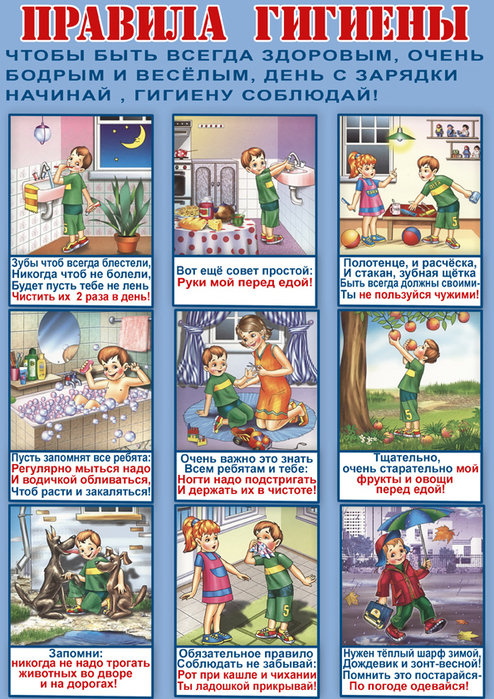 ПРАВИЛА ГИГИЕНЫ
ЧТОБЫ БЫТЬ ВСЕГДА ЗДОРОВЫМ, ОЧЕНЬ
БОДРЫМ И ВЕСЁЛЫМ, ДЕНЬ С ЗАРЯДКИ
НАЧИНАЙ , ГИГИЕНУ СОБЛЮДАЙ!
Зубы чтоб всегда блестели,
Никогда чтоб не болели,
Будет пусть тебе не лень
Чистить их 2 раза в день!
Вот ещё совет простой:
Руки мой перед едой!
Полотенце, и расчёска,
И стакан, зубная щётка
Быть всегда должны своими-
Ты не пользуйся чужими!
Пусть запомнят все ребята:
Регулярно мыться надо
И водичкой обливаться,
Чтоб расти и закаляться!
Очень важно это знать
Всем ребятам и тебе:
Ногти надо подстригать
И держать их в чистоте!
Тщательно,
очень старательно мой
фрукты и овощи
перед едой!
Запомни:
никогда не надо трогать
животных во дворе
и на дорогах!
Обязательное правило
Соблюдать не забывай:
Рот при кашле и чихании
Ты ладошкой прикрывай!
Нужен тёплый шарф зимой,
Дождевик и зонт-весной!
Помнить это постарайся-
По погоде одевайся!